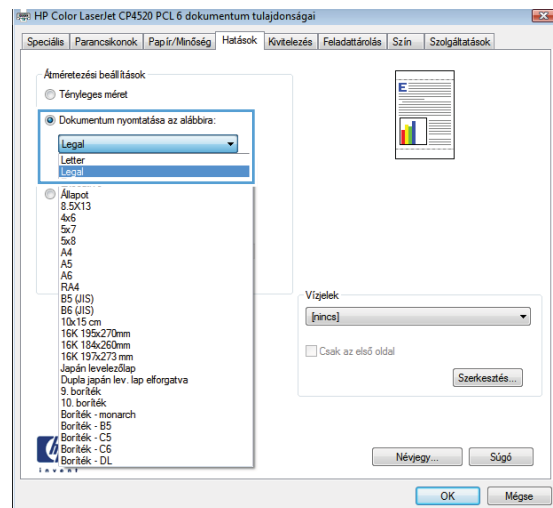 HP Color LaserJet CP4520 PCL 6 dokumentum tulajdonságai
Speciális Parancsikonok Papír/Minőség Hatások Kivitelezés Feladattárolás Szín Szolgáltatások
Átméretezési beállítások
Tényleges méret
Dokumentum nyomtatása az alábbira:
Legal
Letter
Legal
Állapot
8.5X13
4x6
5x7
5x8
A4
A5
A6
RA4
B5 (JIS)
B6 (JIS)
10x15 cm
16K 195x270mm
16K 184x260mm
16K 197x273 mm
Japán levelezőlap
Dupla japán lev. lap elforgatva
9. boríték
10. boríték
Boríték - monarch
Boríték - B5
Boríték - C5
Boríték - C6
Boríték - DL
E
Vízjelek
[nincs]
Csak az első oldal
Szerkesztés...
invent
Névjegy... Súgó
OK Mégse